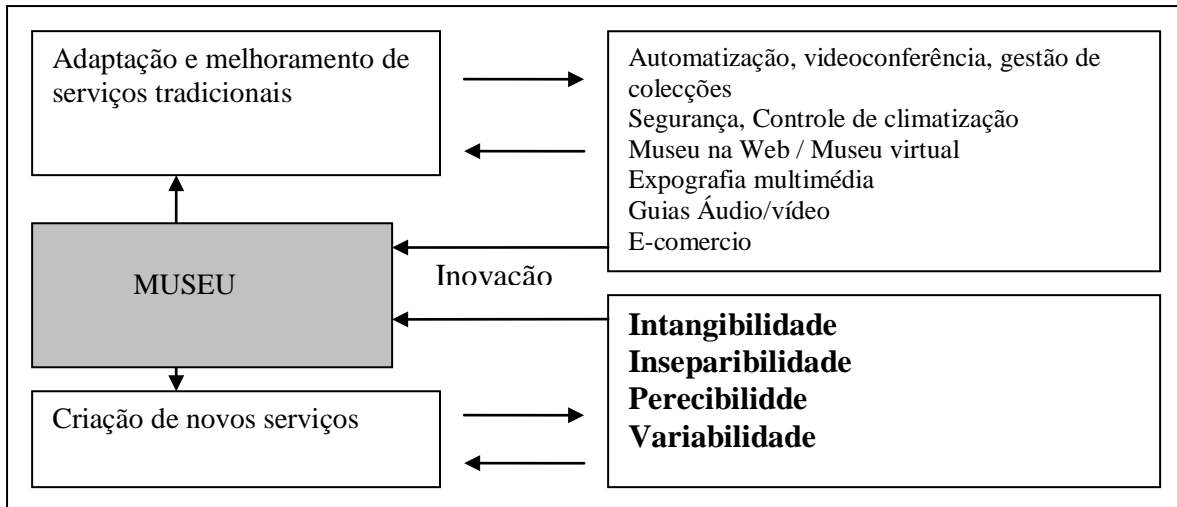 Adaptação e melhoramento de
serviços tradicionais
Automatização, videoconferência, gestão de
colecções
Segurança, Controle de climatização
Museu na Web / Museu virtual
Expografia multimédia
Guias Áudio/vídeo
E-comercio
MUSEU
Inovação
Intangibilidade
Inseparibilidade
Perecibilidde
Variabilidade
Criação de novos serviços